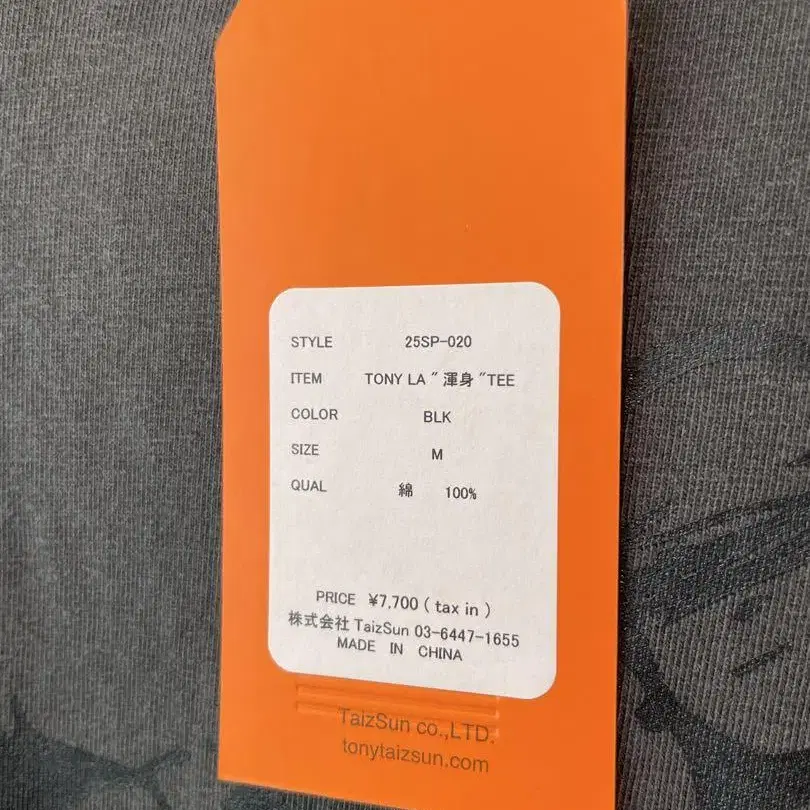 STYLE 25SP-020
ITEM TONY LA " 渾身 "TEE
COLOR BLK
SIZE M
QUAL 綿 100%
PRICE ¥7,700 ( tax in )
株式会社 TaizSun 03-6447-1655
MADE IN CHINA
TaizSun co.,LTD.
tonytaizsun.com